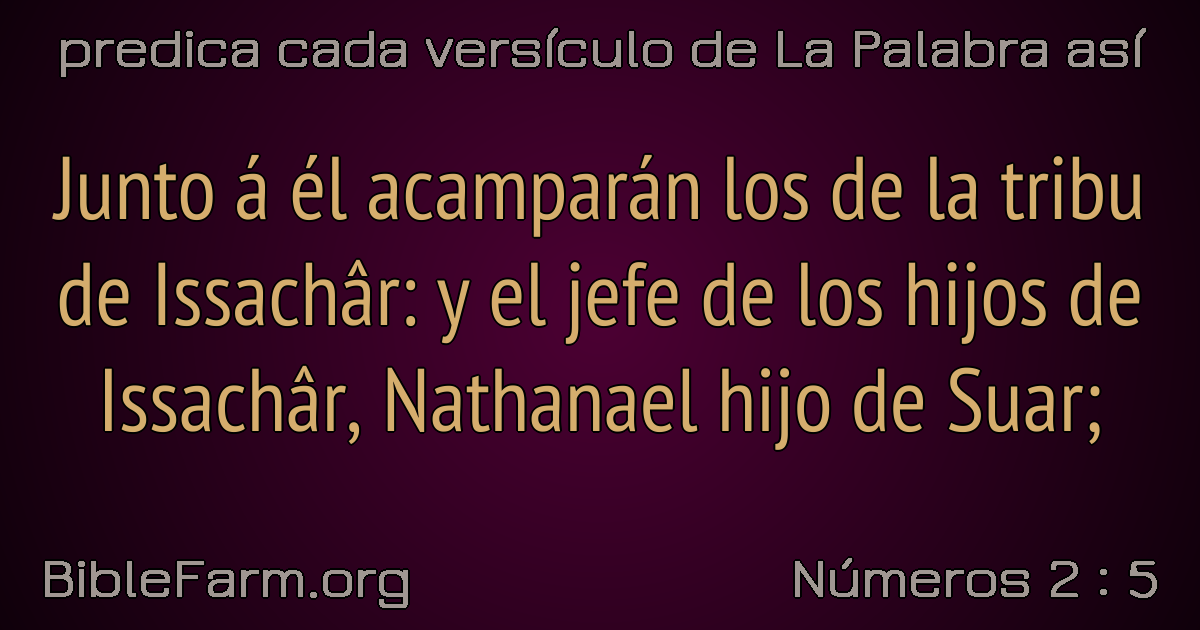 predica cada versículo de La Palabra así
Junto á él acamparán los de la tribu
de Issachâr: y el jefe de los hijos de
Issachâr, Nathanael hijo de Suar;
BibleFarm.org
Números 2 : 5